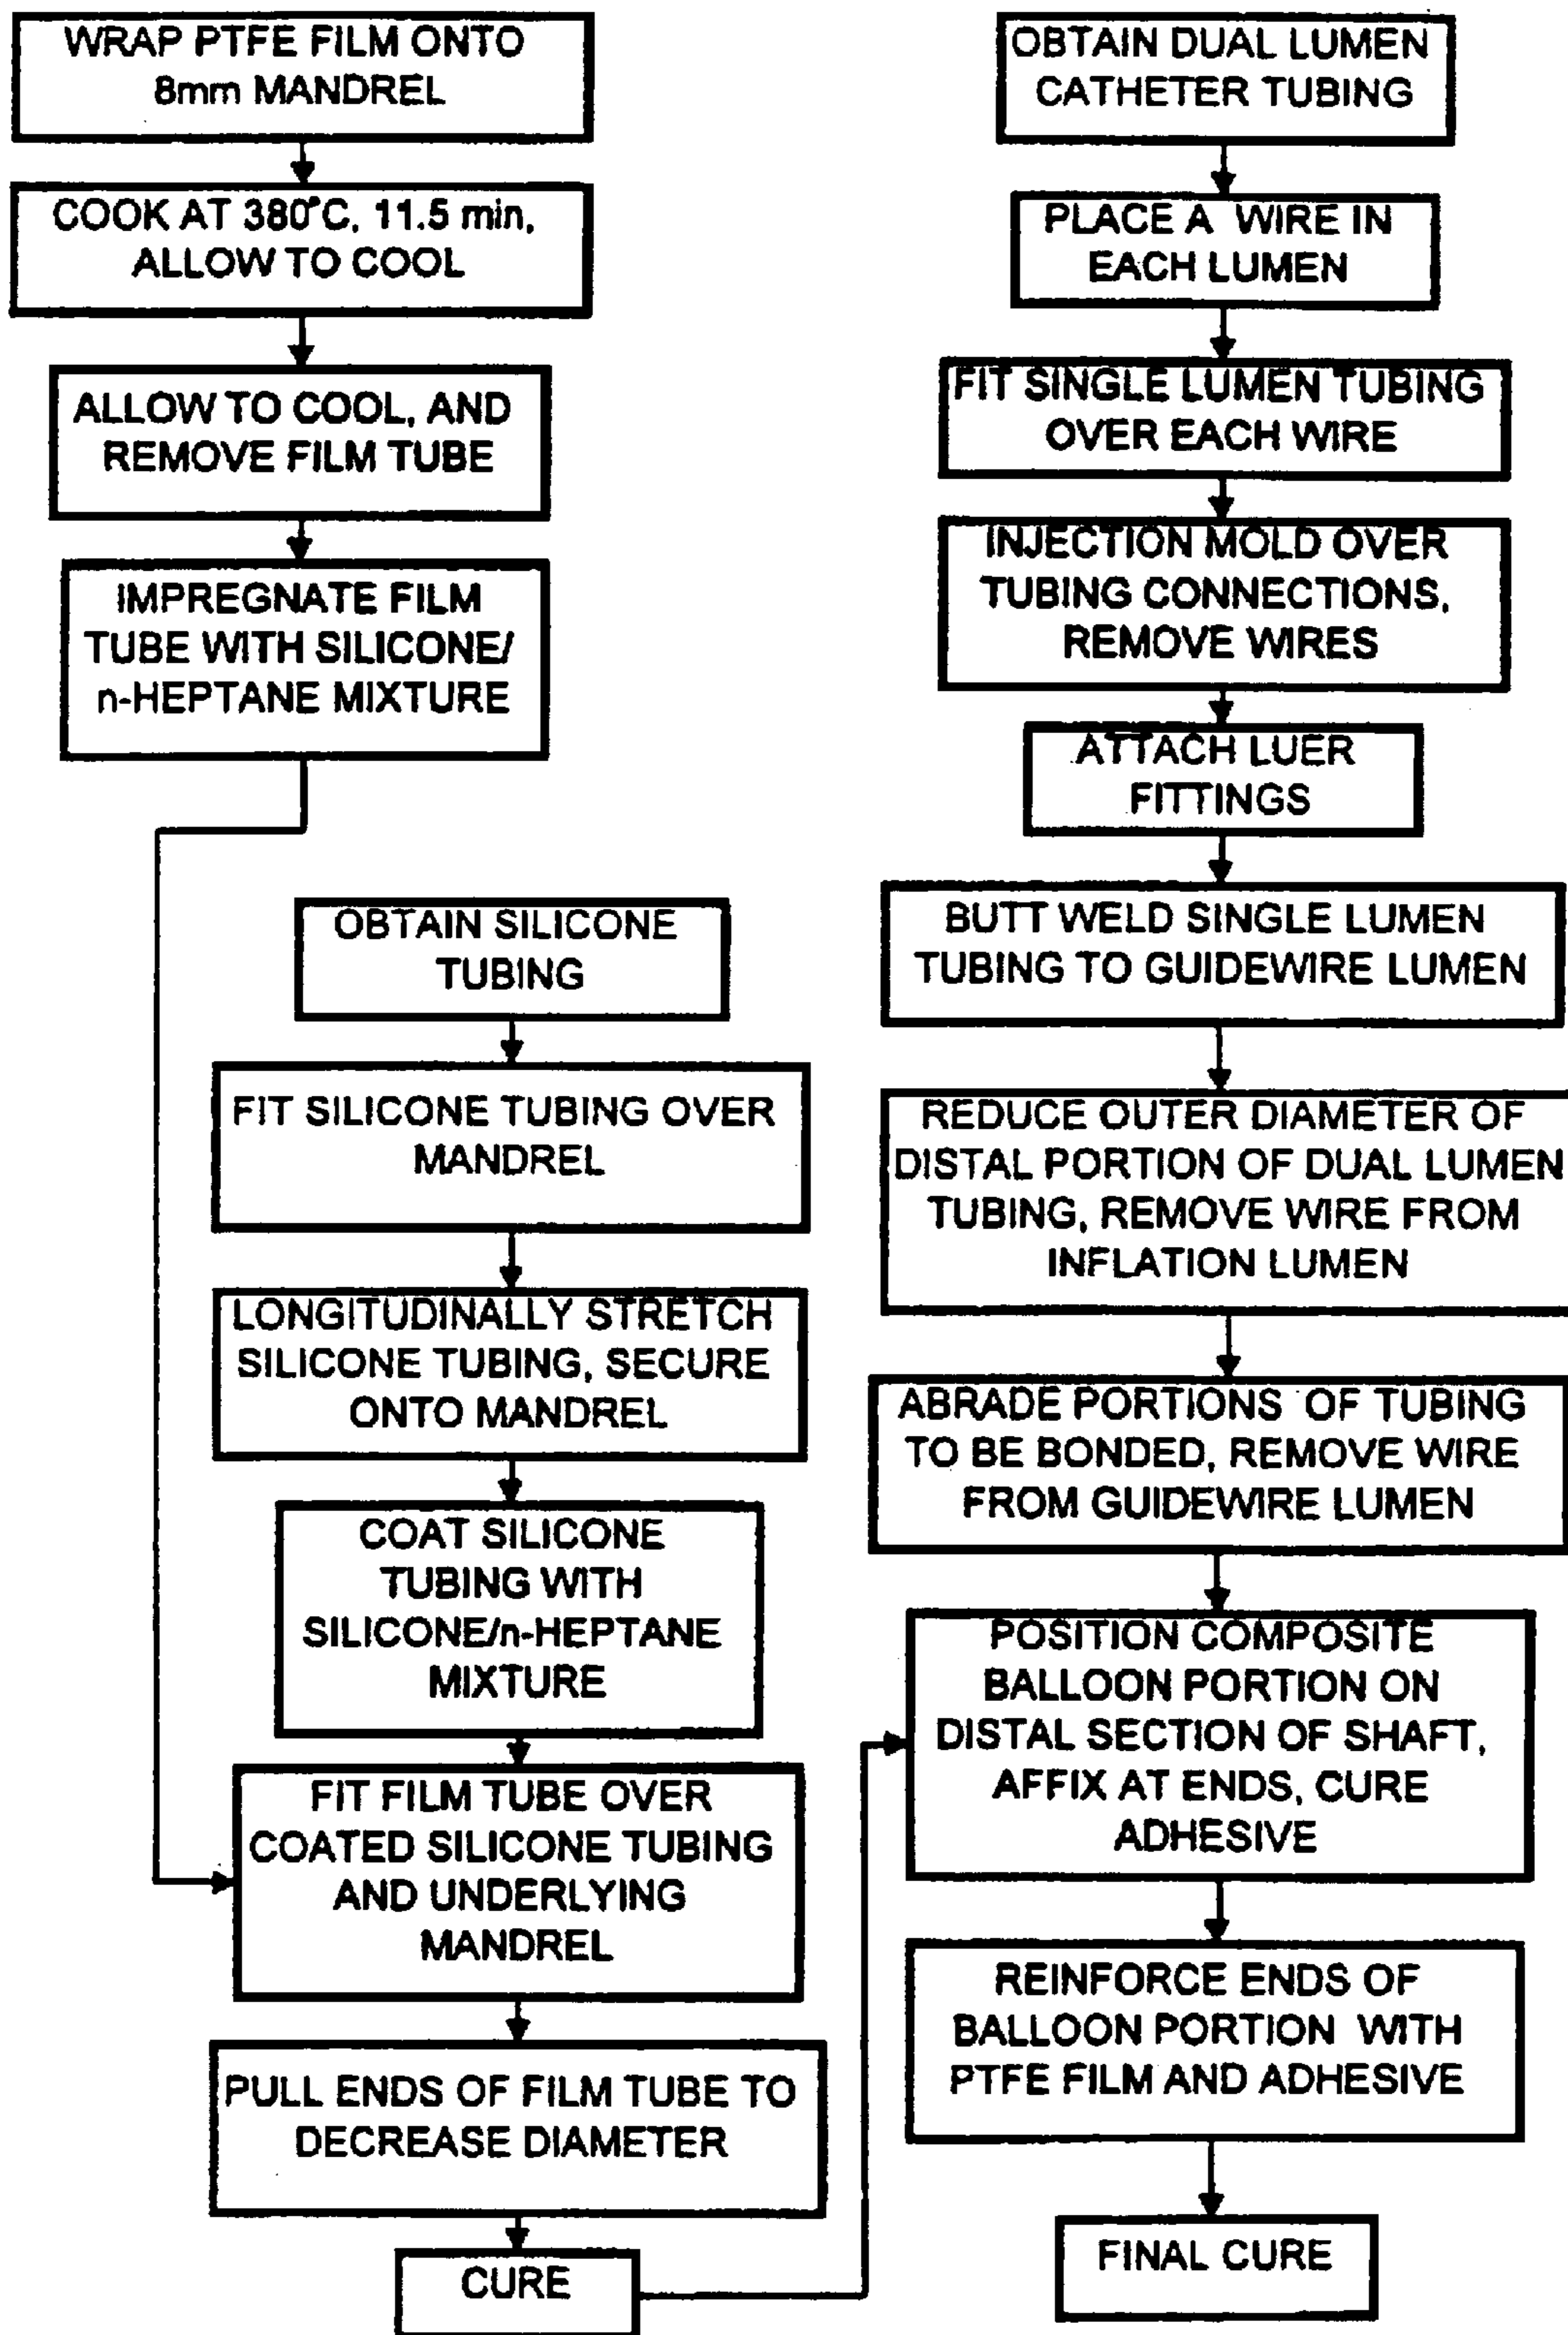 WRAP PTFE FILM ONTO
8mm MANDREL
COOK AT 380°C, 11.5 min,
ALLOW TO COOL
ALLOW TO COOL, AND
REMOVE FILM TUBE
IMPREGNATE FILM
TUBE WITH SILICONE/
n-HEPTANE MIXTURE
OBTAIN SILICONE
TUBING
FIT SILICONE TUBING OVER
MANDREL
LONGITUDINALLY STRETCH
SILICONE TUBING, SECURE
ONTO MANDREL
COAT SILICONE
TUBING WITH
SILICONE/n-HEPTANE
MIXTURE
FIT FILM TUBE OVER
COATED SILICONE TUBING
AND UNDERLYING
MANDREL
PULL ENDS OF FILM TUBE TO
DECREASE DIAMETER
CURE
OBTAIN DUAL LUMEN
CATHETER TUBING
PLACE A WIRE IN
EACH LUMEN
FIT SINGLE LUMEN TUBING
OVER EACH WIRE
INJECTION MOLD OVER
TUBING CONNECTIONS,
REMOVE WIRES
ATTACH LUER
FITTINGS
BUTT WELD SINGLE LUMEN
TUBING TO GUIDEWIRE LUMEN
REDUCE OUTER DIAMETER OF
DISTAL PORTION OF DUAL LUMEN
TUBING, REMOVE WIRE FROM
INFLATION LUMEN
ABRADE PORTIONS OF TUBING
TO BE BONDED, REMOVE WIRE
FROM GUIDEWIRE LUMEN
POSITION COMPOSITE
BALLOON PORTION ON
DISTAL SECTION OF SHAFT,
AFFIX AT ENDS, CURE
ADHESIVE
REINFORCE ENDS OF
BALLOON PORTION WITH
PTFE FILM AND ADHESIVE
FINAL CURE